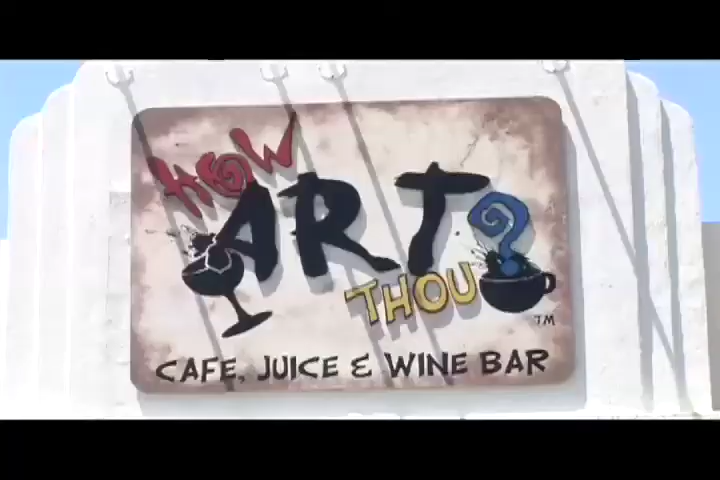 HOW
ART?
THOU
TM
CAFE, JUICE & WINE BAR